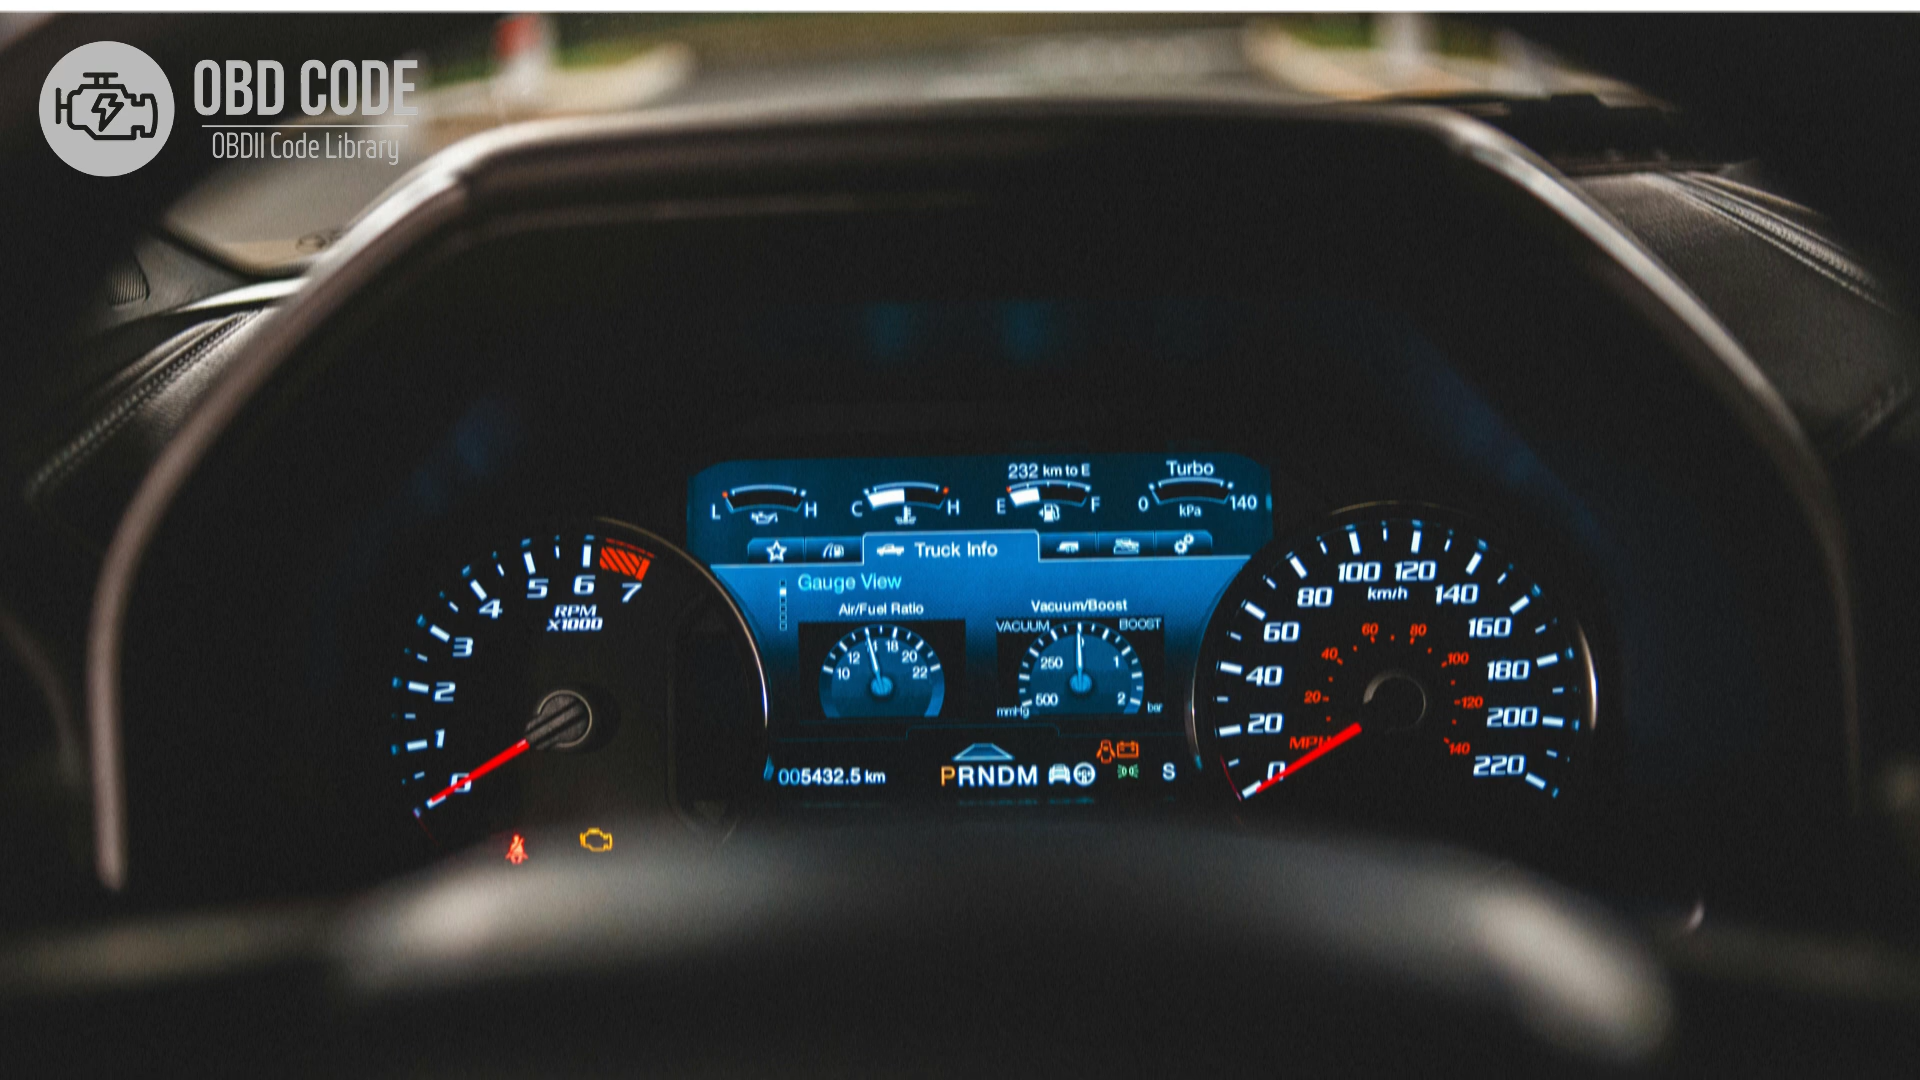 OBD CODE
OBDII Code Library
232 km to E
Turbo
L H
C H
E F
0 140
kPa
Truck Info
Gauge View
Air/Fuel Ratio
Vacuum/Boost
VACUUM BOOST
10 12 18 20 22
500 250 1 2
mmHg bar
0 1 2 3 4 5 6 7
RPM
X1000
0 20 40 60 80 100 120 140 160 180 200 220
km/h
20 40 60 80 100 120 140
MPH
005432.5 km
PRNDM
S